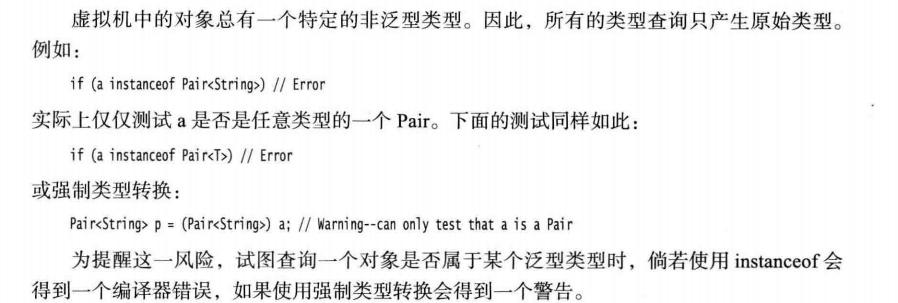 虚拟机中的对象总有一个特定的非泛型类型。因此，所有的类型查询只产生原始类型。
例如：
if (a instanceof Pair<String>) // Error
实际上仅仅测试 a 是否是任意类型的一个 Pair。下面的测试同样如此：
if (a instanceof Pair<T>) // Error
或强制类型转换：
Pair<String> p = (Pair<String>) a; // Warning--can only test that a is a Pair
为提醒这一风险，试图查询一个对象是否属于某个泛型类型时，倘若使用 instanceof 会
得到一个编译器错误，如果使用强制类型转换会得到一个警告。